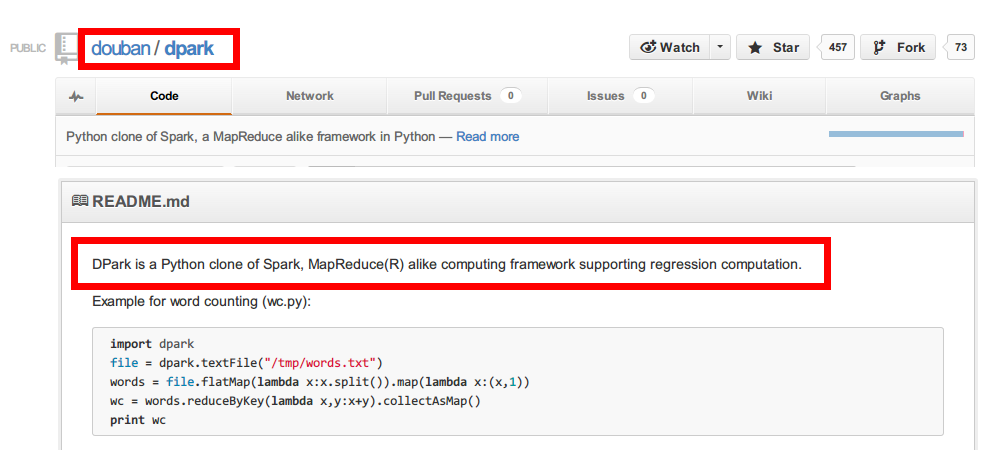 PUBLIC douban / dpark Watch Star 457 Fork 73
Code Network Pull Requests 0 Issues 0 Wiki Graphs
Python clone of Spark, a MapReduce alike framework in Python — Read more
README.md
DPark is a Python clone of Spark, MapReduce(R) alike computing framework supporting regression computation.
Example for word counting (wc.py):
import dpark
file = dpark.textFile("/tmp/words.txt")
words = file.flatMap(lambda x:x.split()).map(lambda x:(x,1))
wc = words.reduceByKey(lambda x,y:x+y).collectAsMap()
print wc